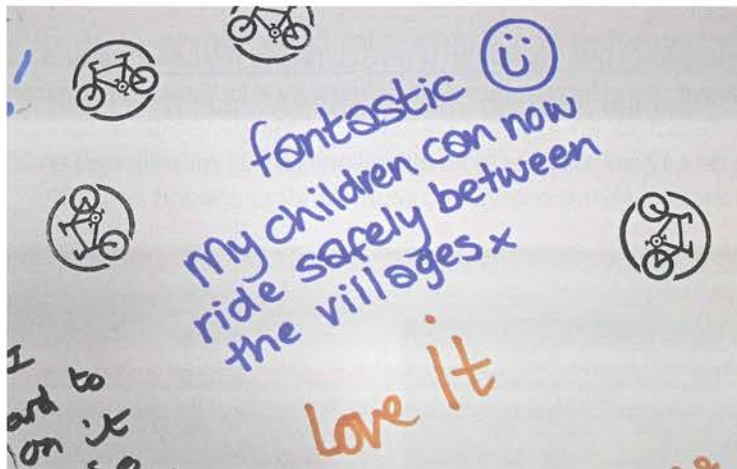 fantastic
My children can now
ride safely between
the villages x
Love It
to
on it